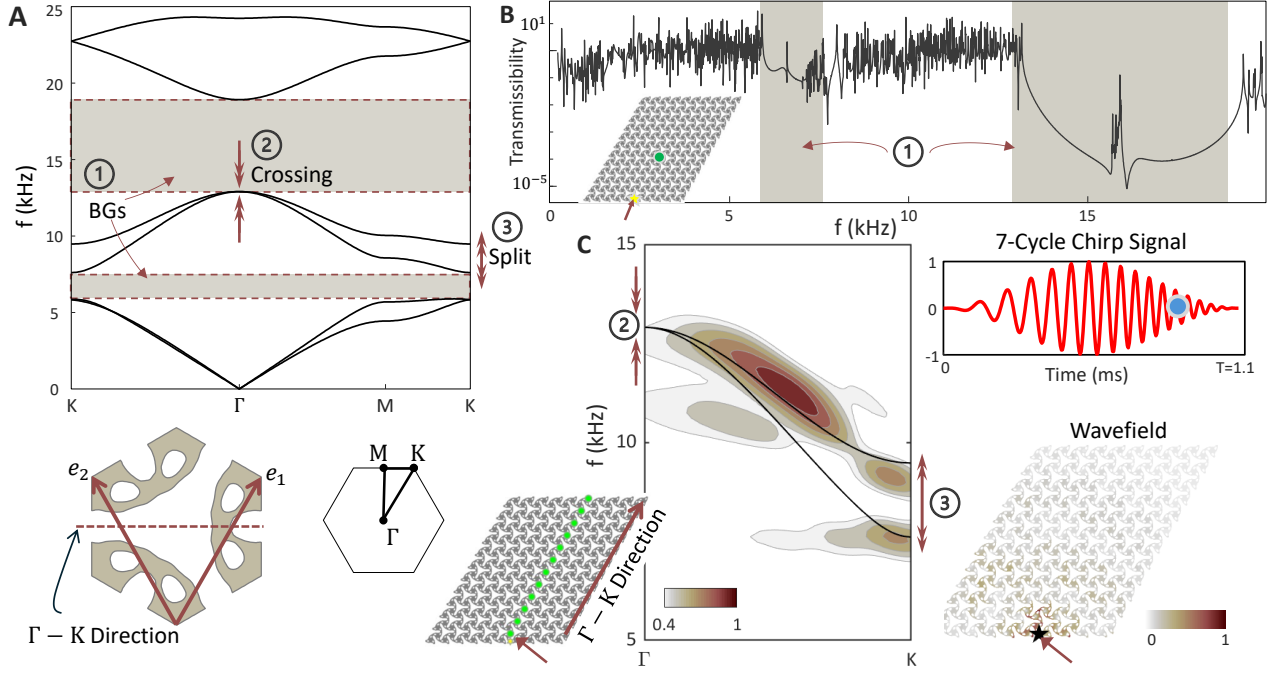 A
25
20
15
10
5
0
f (kHz)
1
BGs
2
Crossing
3
Split
K
Γ
M
K
B
Transmissibility
10^1
10^−5
0
5
10
15
f (kHz)
1
e_2
e_1
Γ − K Direction
M
K
Γ
Γ − K Direction
C
15
10
5
f (kHz)
2
3
0.4
1
Γ
K
7-Cycle Chirp Signal
1
0
-1
0
Time (ms)
T=1.1
Wavefield
0
1